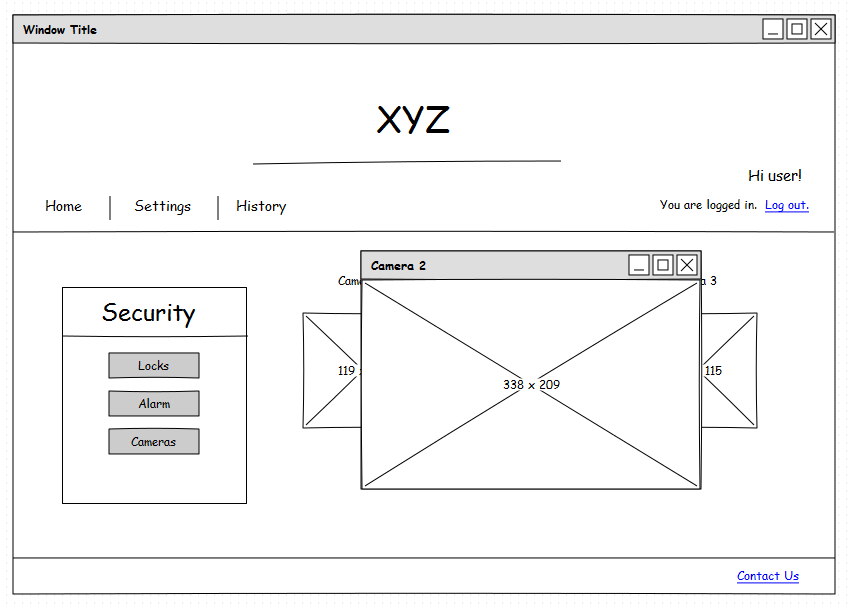 Window Title
XYZ
Hi user!
Home
Settings
History
You are logged in. Log out.
Camera 2
Security
Locks
Alarm
Cameras
3
119
338 x 209
115
Contact Us